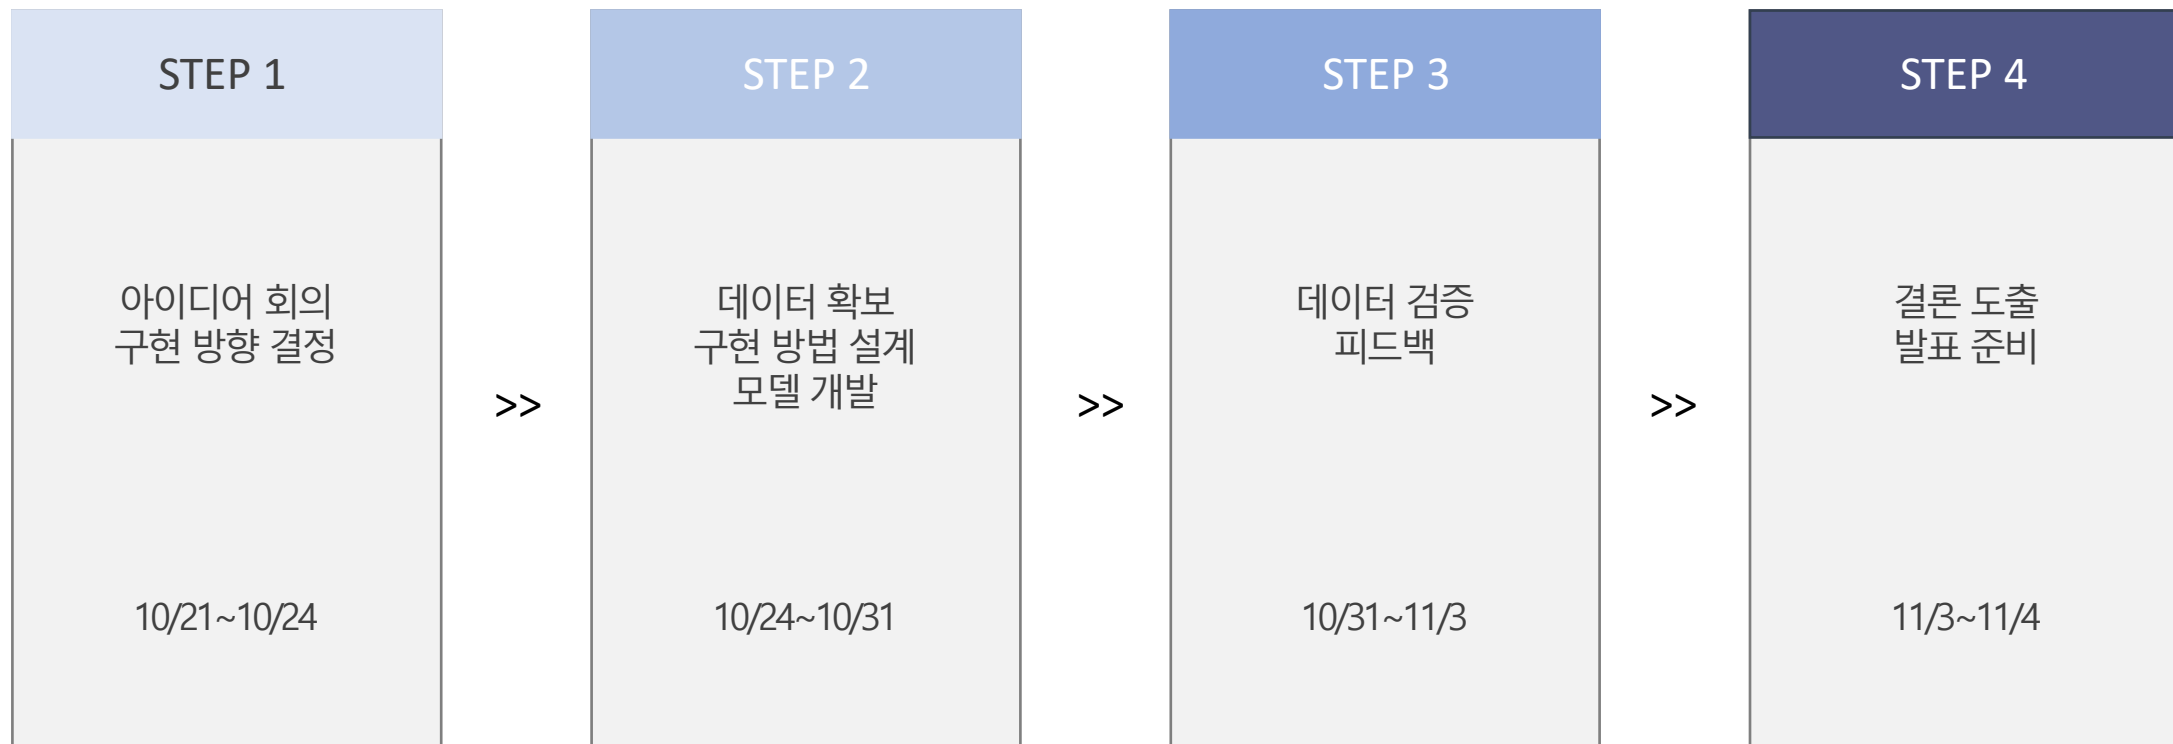 STEP 1
아이디어 회의
구현 방향 결정
10/21~10/24
>>
STEP 2
데이터 확보
구현 방법 설계
모델 개발
10/24~10/31
>>
STEP 3
데이터 검증
피드백
10/31~11/3
>>
STEP 4
결론 도출
발표 준비
11/3~11/4